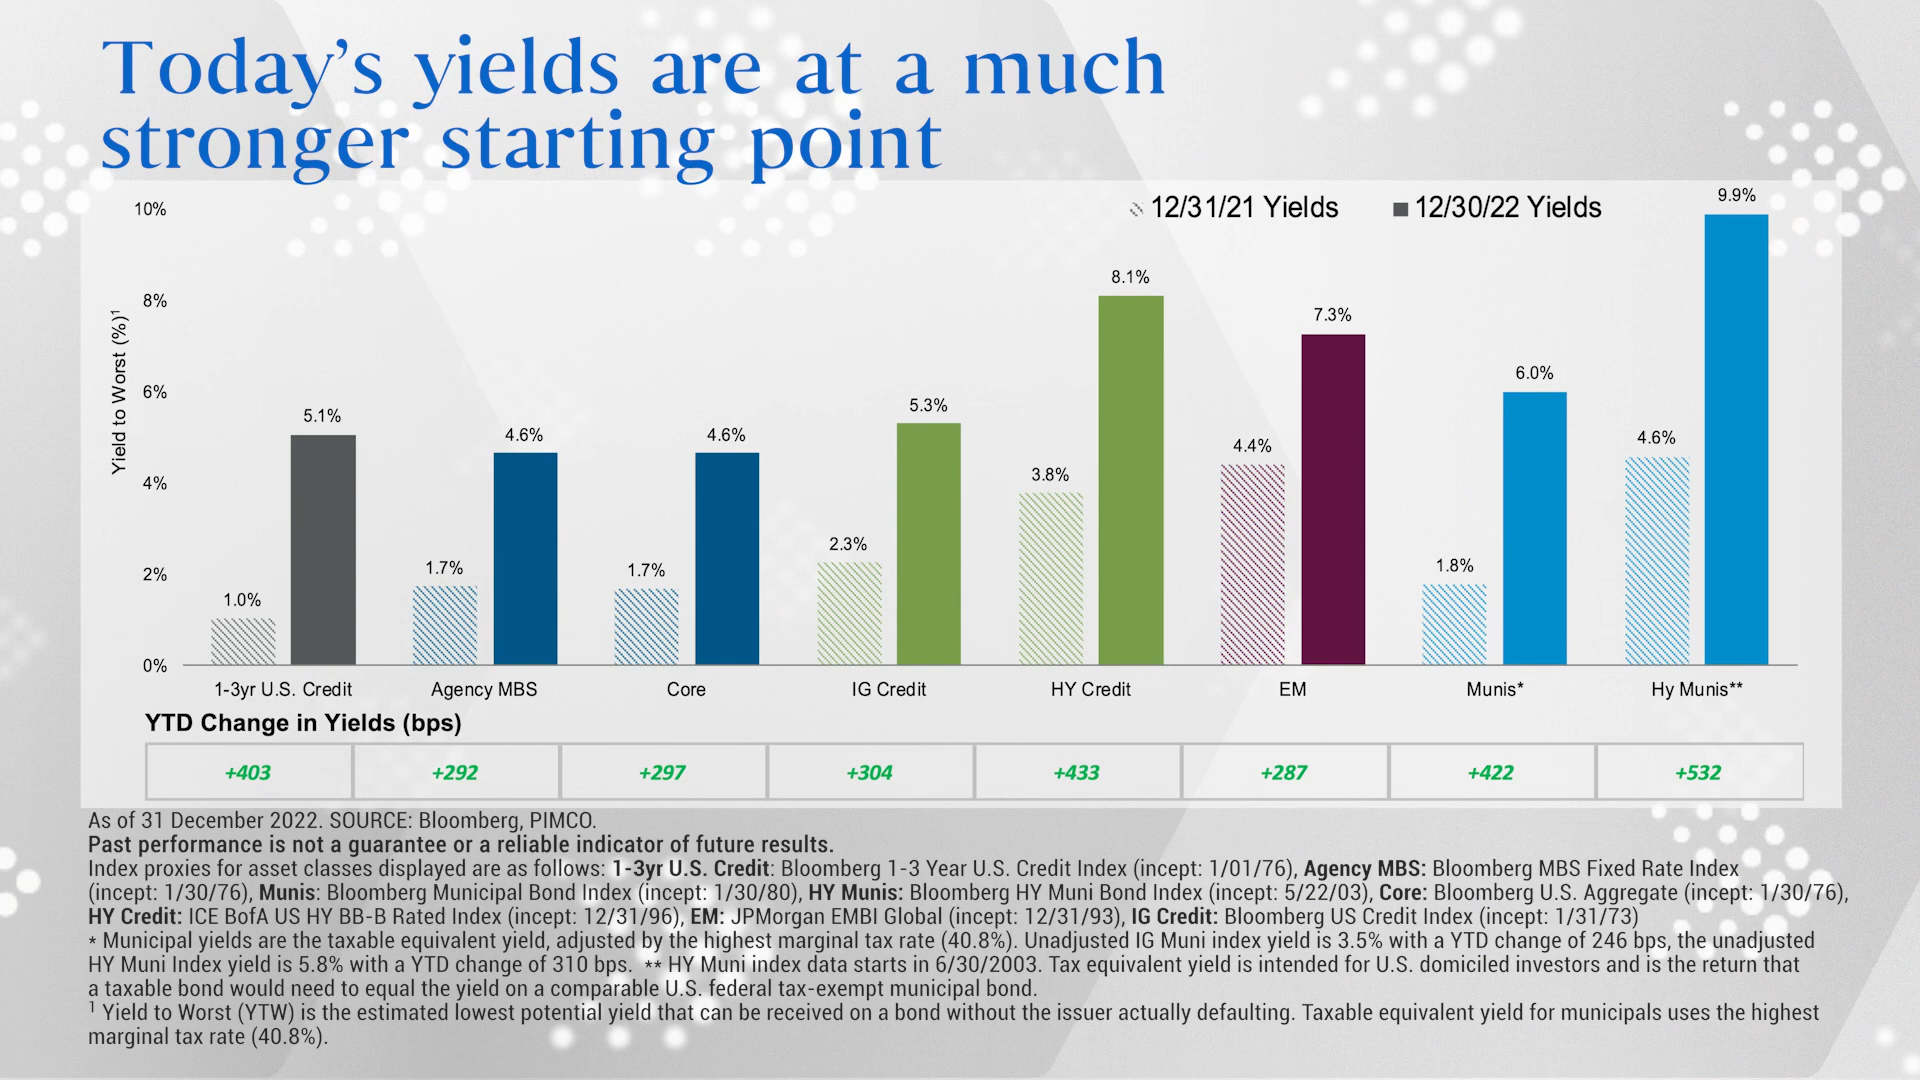 Today’s yields are at a much
stronger starting point
12/31/21 Yields 12/30/22 Yields
Yield to Worst (%)¹
10%
8%
6%
4%
2%
0%
1.0% 5.1% 1.7% 4.6% 1.7% 4.6% 2.3% 5.3% 3.8% 8.1% 4.4% 7.3% 1.8% 6.0% 4.6% 9.9%
1-3yr U.S. Credit Agency MBS Core IG Credit HY Credit EM Munis* Hy Munis**
YTD Change in Yields (bps)
+403 +292 +297 +304 +433 +287 +422 +532
As of 31 December 2022. SOURCE: Bloomberg, PIMCO.
Past performance is not a guarantee or a reliable indicator of future results.
Index proxies for asset classes displayed are as follows: 1-3yr U.S. Credit: Bloomberg 1-3 Year U.S. Credit Index (incept: 1/01/76), Agency MBS: Bloomberg MBS Fixed Rate Index
(incept: 1/30/76), Munis: Bloomberg Municipal Bond Index (incept: 1/30/80), HY Munis: Bloomberg HY Muni Bond Index (incept: 5/22/03), Core: Bloomberg U.S. Aggregate (incept: 1/30/76),
HY Credit: ICE BofA US HY BB-B Rated Index (incept: 12/31/96), EM: JPMorgan EMBI Global (incept: 12/31/93), IG Credit: Bloomberg US Credit Index (incept: 1/31/73)
* Municipal yields are the taxable equivalent yield, adjusted by the highest marginal tax rate (40.8%). Unadjusted IG Muni index yield is 3.5% with a YTD change of 246 bps, the unadjusted
HY Muni Index yield is 5.8% with a YTD change of 310 bps. ** HY Muni index data starts in 6/30/2003. Tax equivalent yield is intended for U.S. domiciled investors and is the return that
a taxable bond would need to equal the yield on a comparable U.S. federal tax-exempt municipal bond.
¹ Yield to Worst (YTW) is the estimated lowest potential yield that can be received on a bond without the issuer actually defaulting. Taxable equivalent yield for municipals uses the highest
marginal tax rate (40.8%).